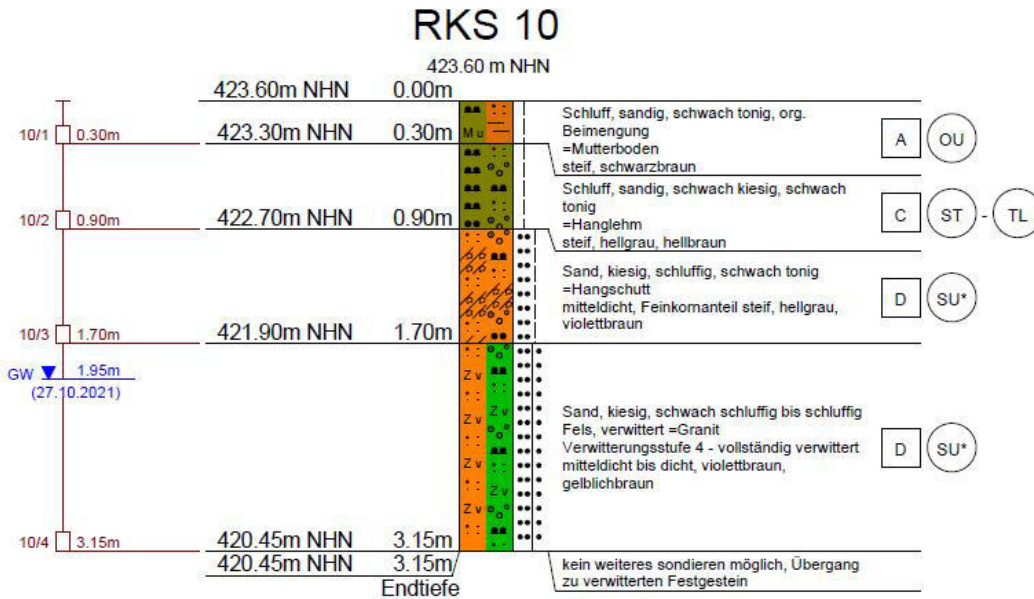 RKS 10
423.60 m NHN
423.60m NHN 0.00m
10/1 0.30m 423.30m NHN 0.30m
Mu
Schluff, sandig, schwach tonig, org.
Beimengung
=Mutterboden
steif, schwarzbraun
A OU
10/2 0.90m 422.70m NHN 0.90m
Schluff, sandig, schwach kiesig, schwach
tonig
=Hanglehm
steif, hellgrau, hellbraun
C ST - TL
Sand, kiesig, schluffig, schwach tonig
=Hangschutt
mitteldicht, Feinkornanteil steif, hellgrau,
violettbraun
D SU*
10/3 1.70m 421.90m NHN 1.70m
GW 1.95m
(27.10.2021)
Zv
Zv
Zv
Zv
Zv
Zv
Sand, kiesig, schwach schluffig bis schluffig
Fels, verwittert =Granit
Verwitterungsstufe 4 - vollständig verwittert
mitteldicht bis dicht, violettbraun,
gelblichbraun
D SU*
10/4 3.15m 420.45m NHN 3.15m
420.45m NHN 3.15m
Endtiefe
kein weiteres sondieren möglich, Übergang
zu verwitterten Festgestein